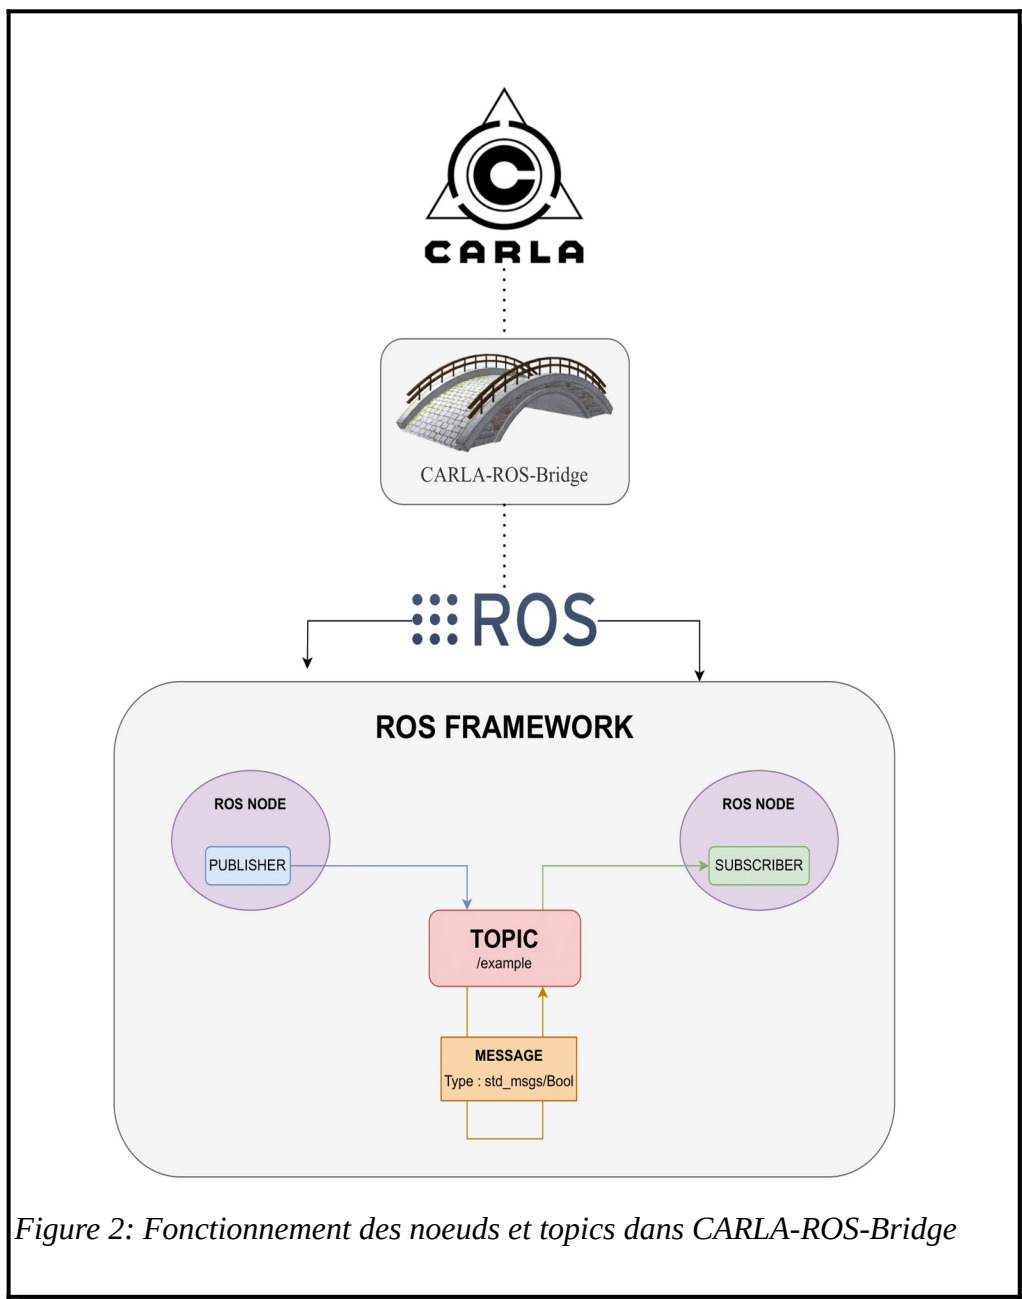 CARLA
CARLA-ROS-Bridge
ROS
ROS FRAMEWORK
ROS NODE
PUBLISHER
ROS NODE
SUBSCRIBER
TOPIC
/example
MESSAGE
Type : std_msgs/Bool
Figure 2: Fonctionnement des noeuds et topics dans CARLA-ROS-Bridge